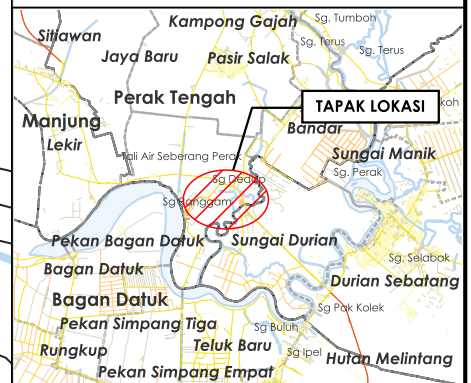 Kampong Gajah
Sg. Tumboh
Sitiawan
Sg. Terus
Sg. Terus
Jaya Baru
Pasir Salak
Perak Tengah
TAPAK LOKASI
koh
Manjung
Bandar
Lekir
Tali Air Seberang Perak
Sungai Manik
Sg. Perak
Sg Dedap
Sg Sanggam
Pekan Bagan Datuk
Sungai Durian
Sg. Selabak
Bagan Datuk
Durian Sebatang
Bagan Datuk
Sg Pak Kolek
Pekan Simpang Tiga
Sg Buluh
Rungkup
Teluk Baru
Sg Ipel
Hutan Melintang
Pekan Simpang Empat